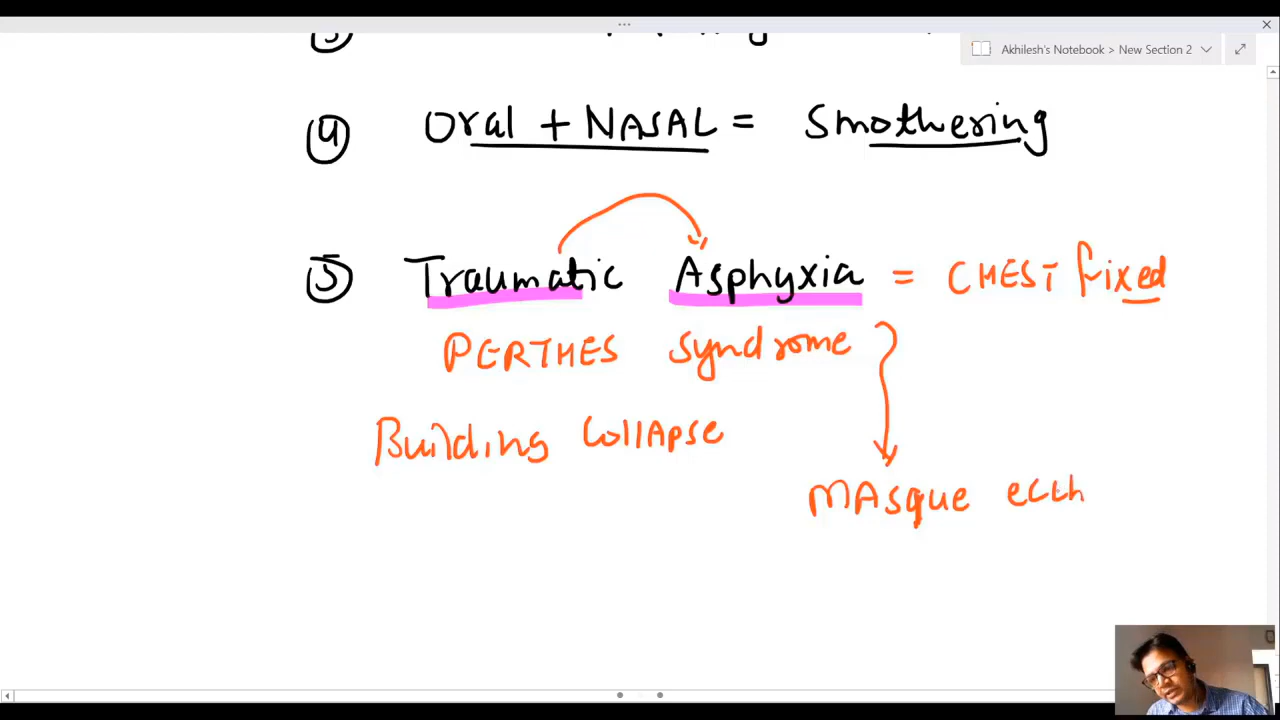 Akhilesh's Notebook > New Section 2
4 Oral + NASAL = Smothering
5 Traumatic Asphyxia = CHEST fixed
PERTHES syndrome
Building collApse
MAsque ecch